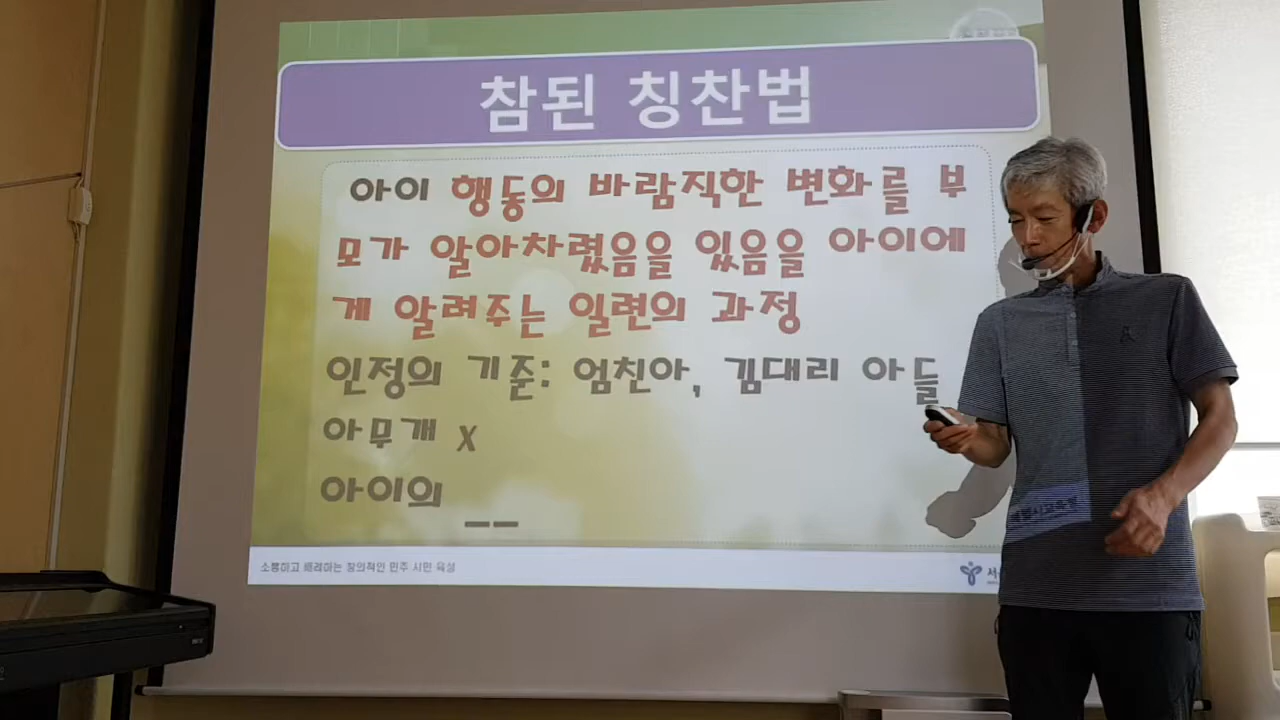 참된 칭찬법
아이 행동의 바람직한 변화를 부
모가 알아차렸음을 있음을 아이에
게 알려주는 일련의 과정
인정의 기준: 엄친아, 김대리 아들
아무개 x
아이의 __
소통하고 배려하는 창의적인 민주 시민 육성
서